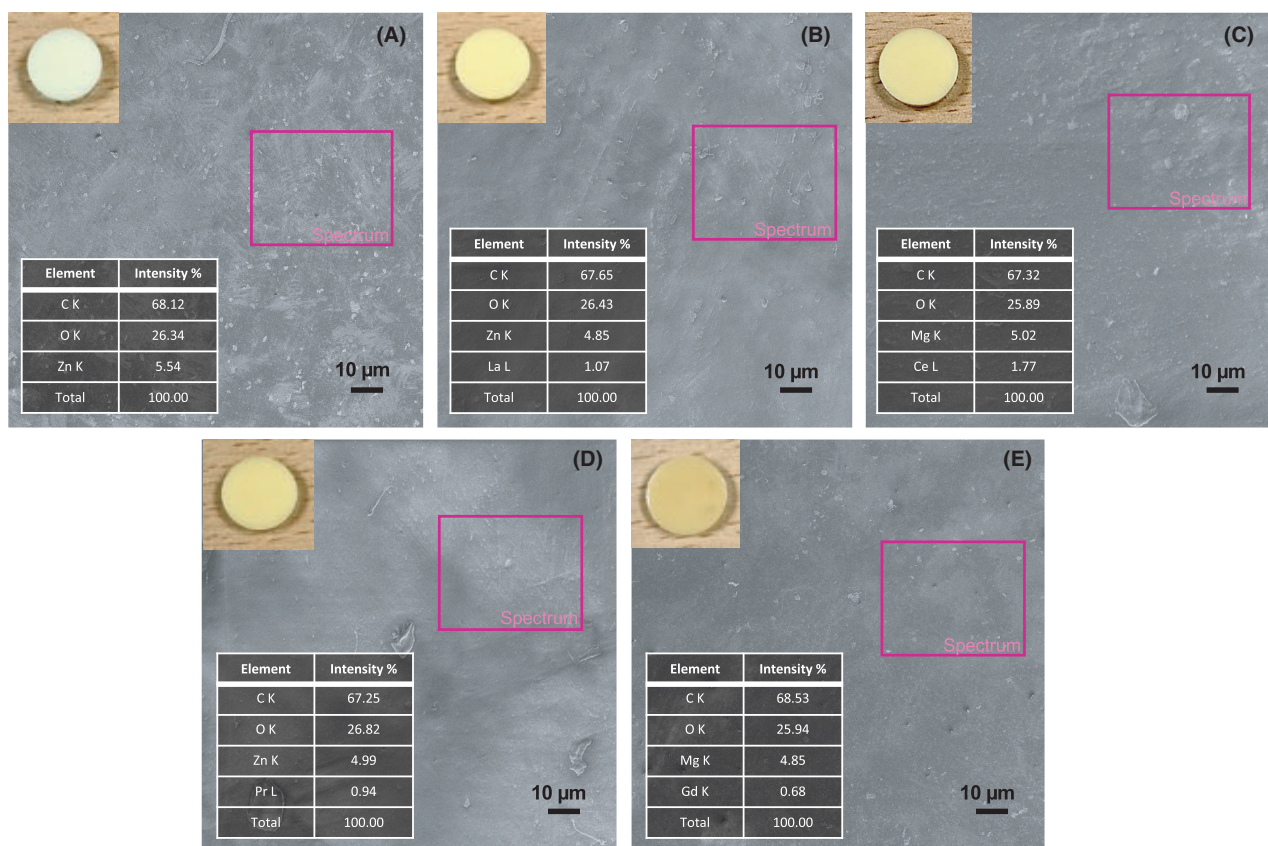 (A)
Spectrum
Element Intensity %
C K 68.12
O K 26.34
Zn K 5.54
Total 100.00
10 µm
(B)
Spectrum
Element Intensity %
C K 67.65
O K 26.43
Zn K 4.85
La L 1.07
Total 100.00
10 µm
(C)
Spectrum
Element Intensity %
C K 67.32
O K 25.89
Mg K 5.02
Ce L 1.77
Total 100.00
10 µm
(D)
Spectrum
Element Intensity %
C K 67.25
O K 26.82
Zn K 4.99
Pr L 0.94
Total 100.00
10 µm
(E)
Spectrum
Element Intensity %
C K 68.53
O K 25.94
Mg K 4.85
Gd K 0.68
Total 100.00
10 µm